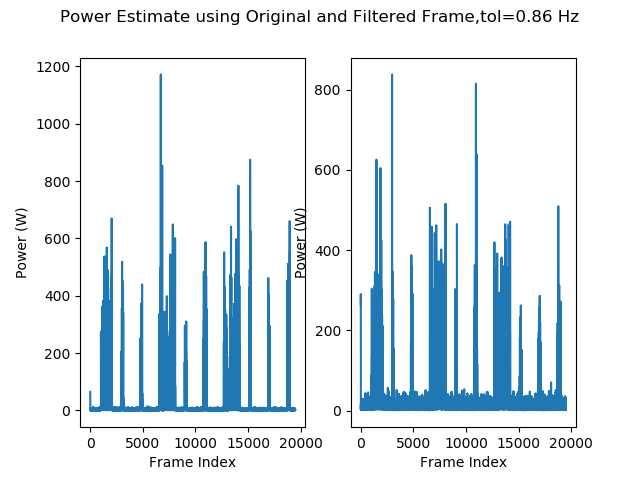 Power Estimate using Original and Filtered Frame,tol=0.86 Hz
Power (W)
1200
1000
800
600
400
200
0
0 5000 10000 15000 20000
Frame Index
Power (W)
800
600
400
200
0
0 5000 10000 15000 20000
Frame Index